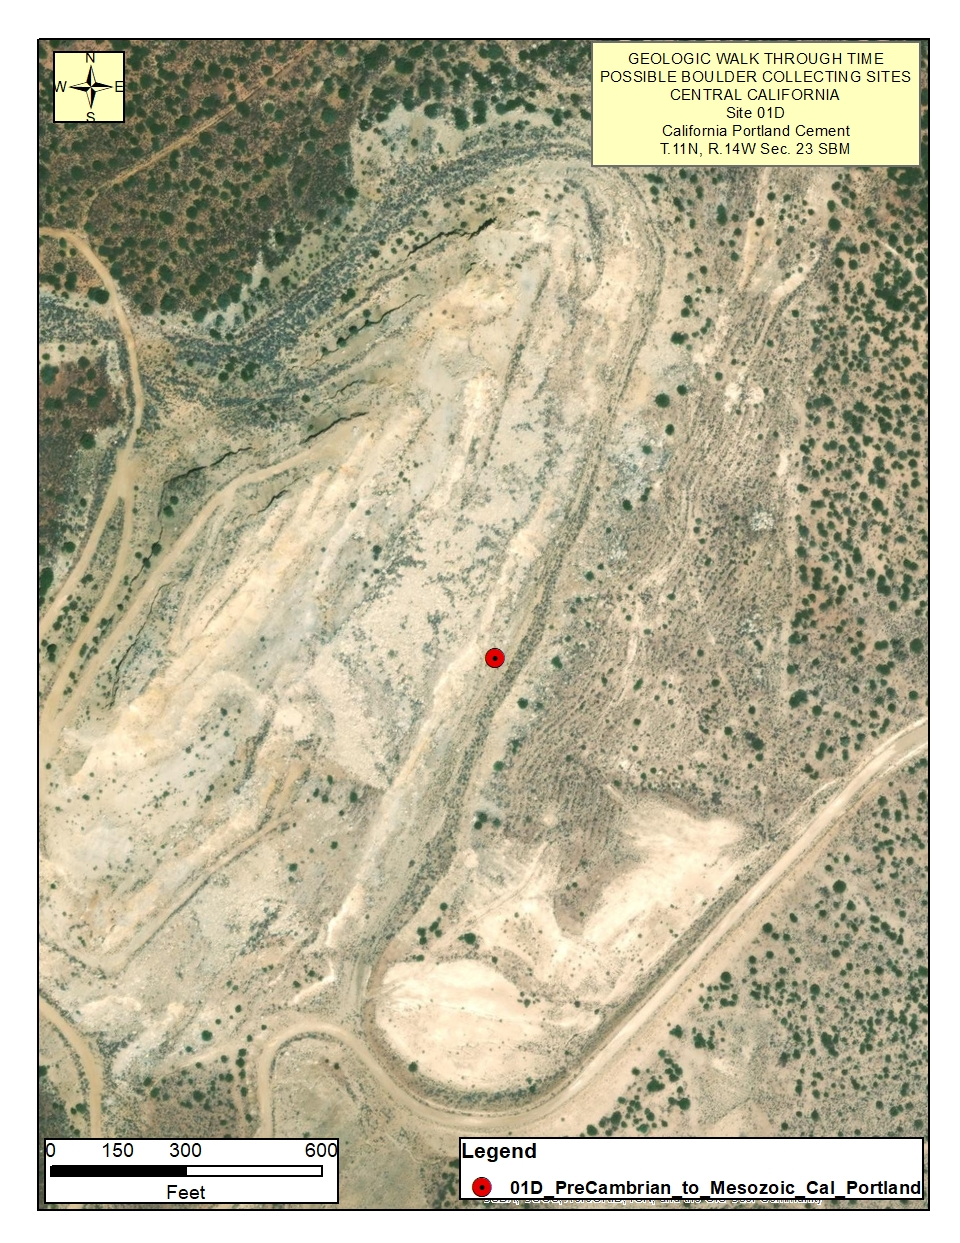 N
W E
S
GEOLOGIC WALK THROUGH TIME
POSSIBLE BOULDER COLLECTING SITES
CENTRAL CALIFORNIA
Site 01D
California Portland Cement
T.11N, R.14W Sec. 23 SBM
0 150 300 600
Feet
Legend
01D_PreCambrian_to_Mesozoic_Cal_Portland